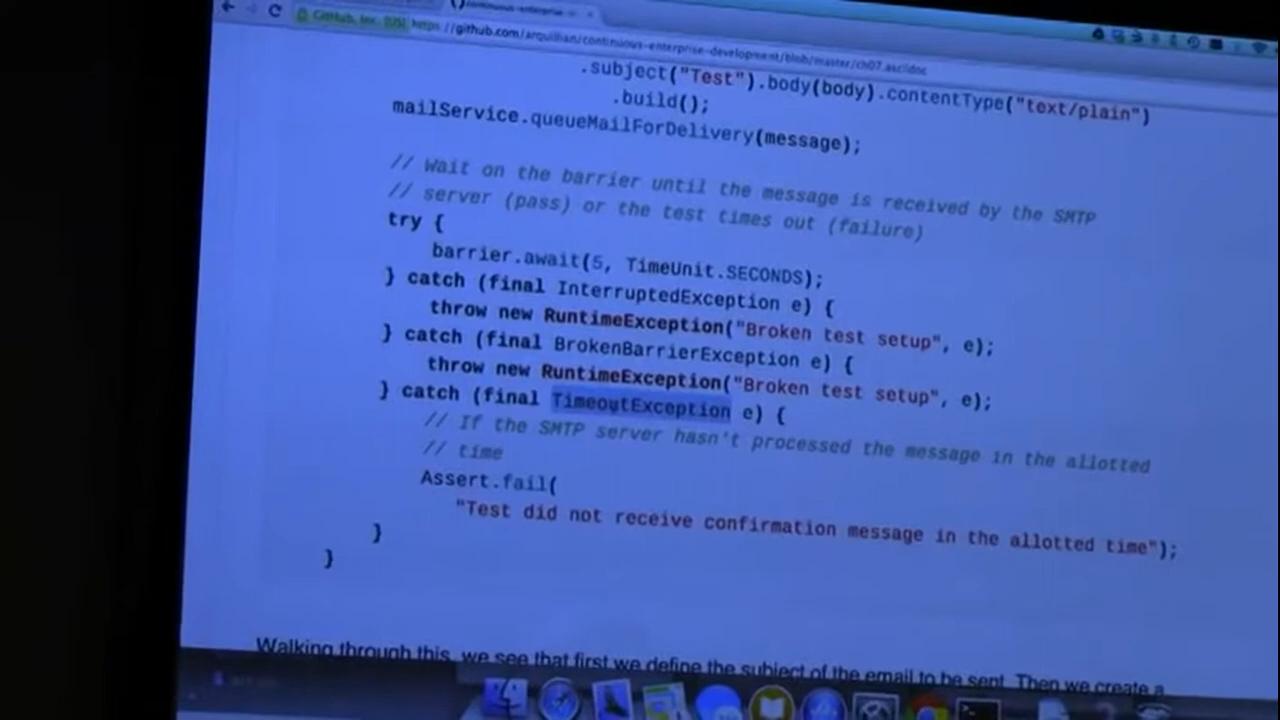 GitHub, Inc. [US] https://github.com/arquillian/continuous-enterprise-development/blob/master/ch07.asciidoc
.subject("Test").body(body).contentType("text/plain")
.build();
mailService.queueMailForDelivery(message);
// Wait on the barrier until the message is received by the SMTP
// server (pass) or the test times out (failure)
try {
barrier.await(5, TimeUnit.SECONDS);
} catch (final InterruptedException e) {
throw new RuntimeException("Broken test setup", e);
} catch (final BrokenBarrierException e) {
throw new RuntimeException("Broken test setup", e);
} catch (final TimeoutException e) {
// If the SMTP server hasn't processed the message in the allotted
// time
Assert.fail(
"Test did not receive confirmation message in the allotted time");
}
}
Walking through this, we see that first we define the subject of the email to be sent. Then we create a